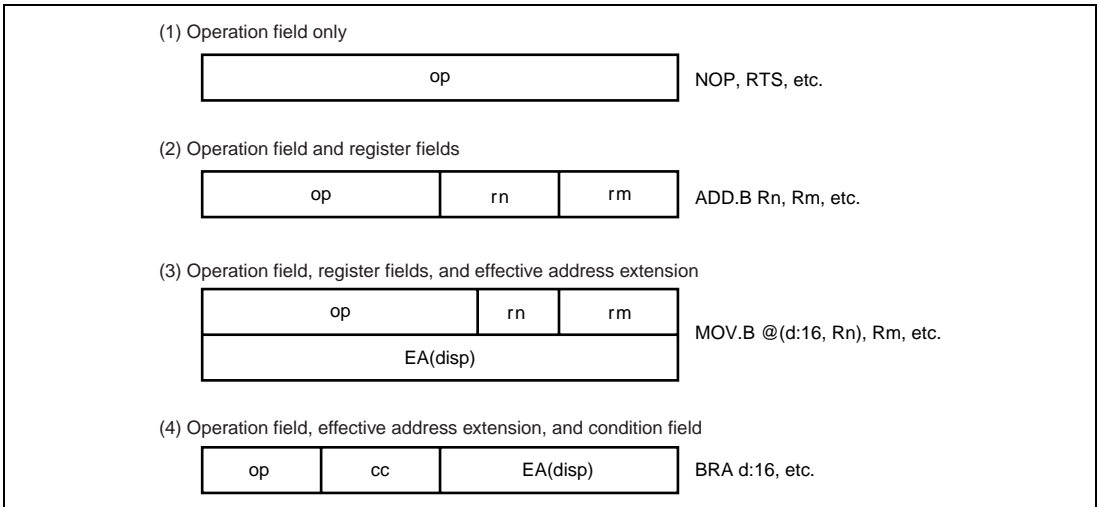 (1) Operation field only
op
NOP, RTS, etc.
(2) Operation field and register fields
op rn rm
ADD.B Rn, Rm, etc.
(3) Operation field, register fields, and effective address extension
op rn rm
MOV.B @(d:16, Rn), Rm, etc.
EA(disp)
(4) Operation field, effective address extension, and condition field
op cc EA(disp)
BRA d:16, etc.